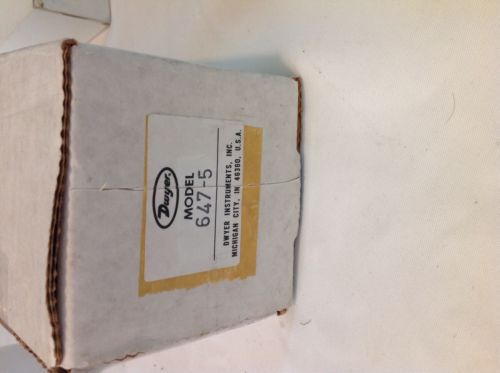 Dwyer.
MODEL
647-5
DWYER INSTRUMENTS, INC.
MICHIGAN CITY, IN 46360, U.S.A.